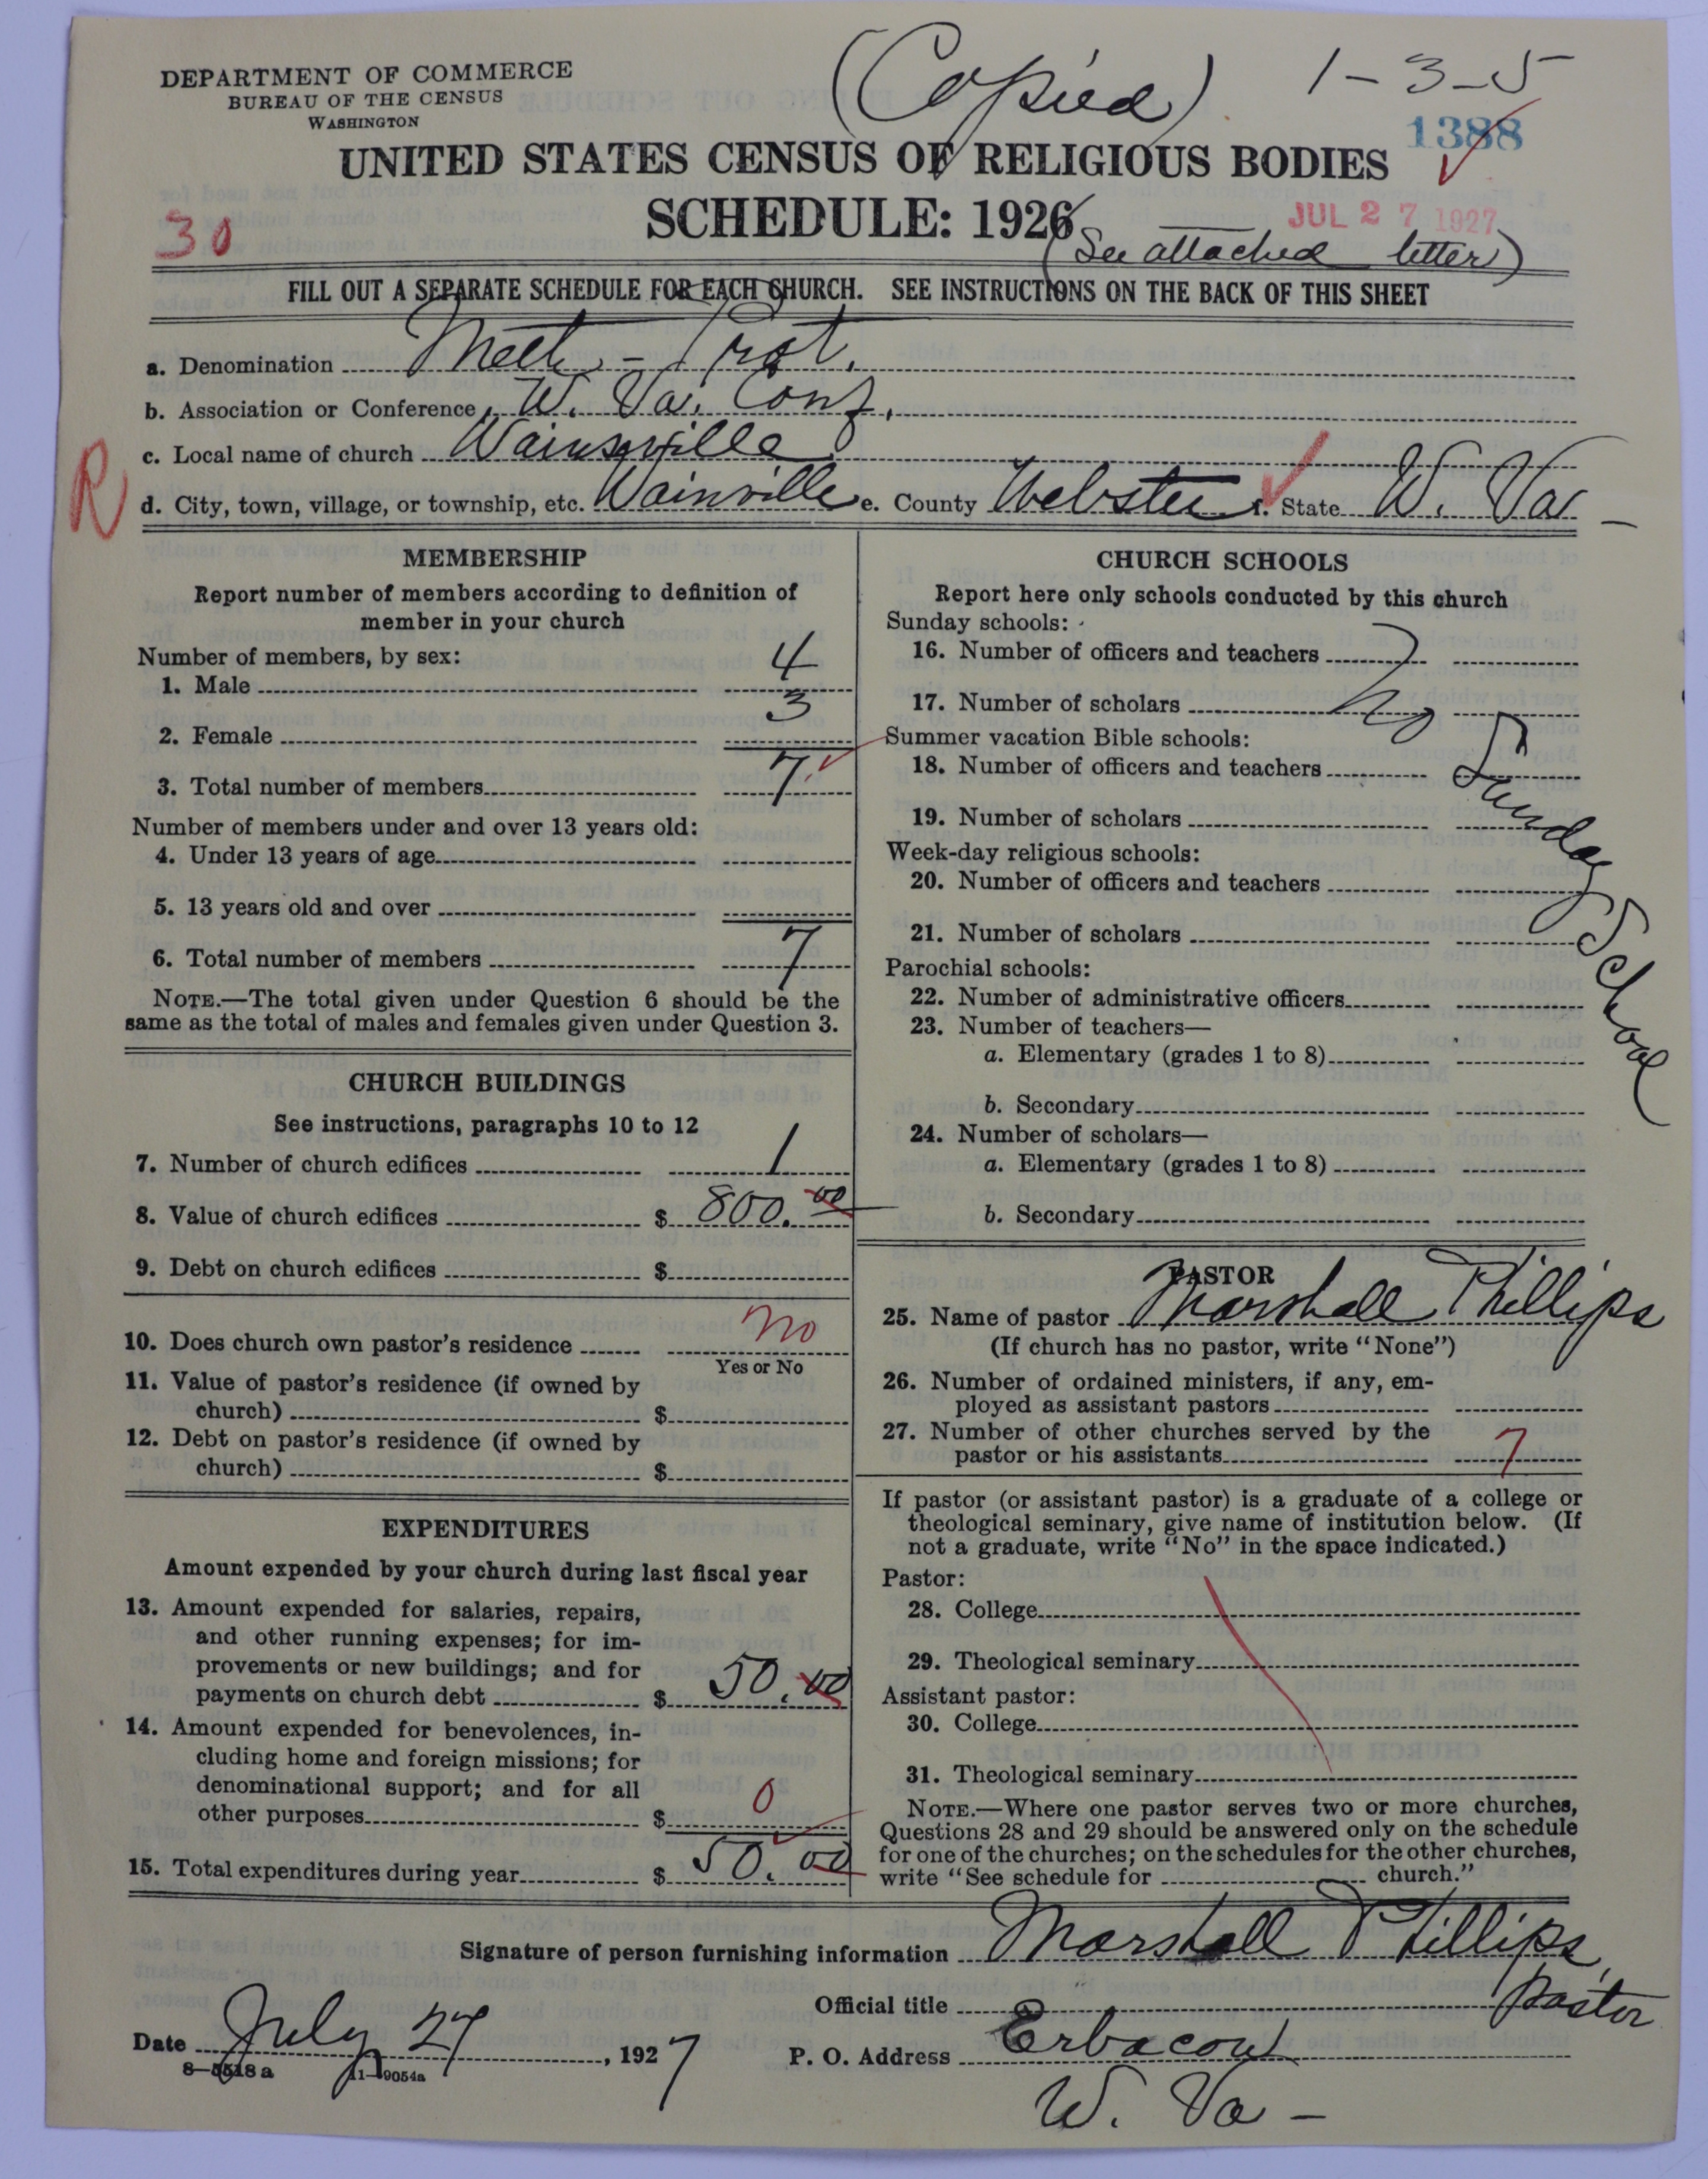 DEPARTMENT OF COMMERCE
BUREAU OF THE CENSUS
WASHINGTON
(Copied)
1-3-5
1388
UNITED STATES CENSUS OF RELIGIOUS BODIES
SCHEDULE: 1926
30
JUL 27 1927
(See attached letter)
FILL OUT A SEPARATE SCHEDULE FOR EACH CHURCH. SEE INSTRUCTIONS ON THE BACK OF THIS SHEET
a. Denomination Meth-Prot.
b. Association or Conference W. Va. Conf.
c. Local name of church Wainsville
R
d. City, town, village, or township, etc. Wainville e. County Webster f. State W. Va-
MEMBERSHIP
Report number of members according to definition of
member in your church
Number of members, by sex:
1. Male 4
2. Female 3
3. Total number of members 7.
Number of members under and over 13 years old:
4. Under 13 years of age
5. 13 years old and over
6. Total number of members 7
NOTE.—The total given under Question 6 should be the
same as the total of males and females given under Question 3.
CHURCH BUILDINGS
See instructions, paragraphs 10 to 12
7. Number of church edifices 1
8. Value of church edifices $ 800.00
9. Debt on church edifices $
10. Does church own pastor's residence no
Yes or No
11. Value of pastor's residence (if owned by
church) $
12. Debt on pastor's residence (if owned by
church) $
EXPENDITURES
Amount expended by your church during last fiscal year
13. Amount expended for salaries, repairs,
and other running expenses; for im-
provements or new buildings; and for
payments on church debt $ 50.00
14. Amount expended for benevolences, in-
cluding home and foreign missions; for
denominational support; and for all
other purposes $ 0
15. Total expenditures during year $ 50.00
CHURCH SCHOOLS
Report here only schools conducted by this church
Sunday schools:
16. Number of officers and teachers
17. Number of scholars
No Sunday School
Summer vacation Bible schools:
18. Number of officers and teachers
19. Number of scholars
Week-day religious schools:
20. Number of officers and teachers
21. Number of scholars
Parochial schools:
22. Number of administrative officers
23. Number of teachers—
a. Elementary (grades 1 to 8)
b. Secondary
24. Number of scholars—
a. Elementary (grades 1 to 8)
b. Secondary
PASTOR
25. Name of pastor Marshall Phillips
(If church has no pastor, write "None")
26. Number of ordained ministers, if any, em-
ployed as assistant pastors
27. Number of other churches served by the
pastor or his assistants 7
If pastor (or assistant pastor) is a graduate of a college or
theological seminary, give name of institution below. (If
not a graduate, write "No" in the space indicated.)
Pastor:
28. College
29. Theological seminary
Assistant pastor:
30. College
31. Theological seminary
NOTE.—Where one pastor serves two or more churches,
Questions 28 and 29 should be answered only on the schedule
for one of the churches; on the schedules for the other churches,
write "See schedule for church."
Signature of person furnishing information Marshall Phillips,
Official title pastor
Date July 27, 1927
P. O. Address Erbacon
W. Va-
8-5518a 11-9054a